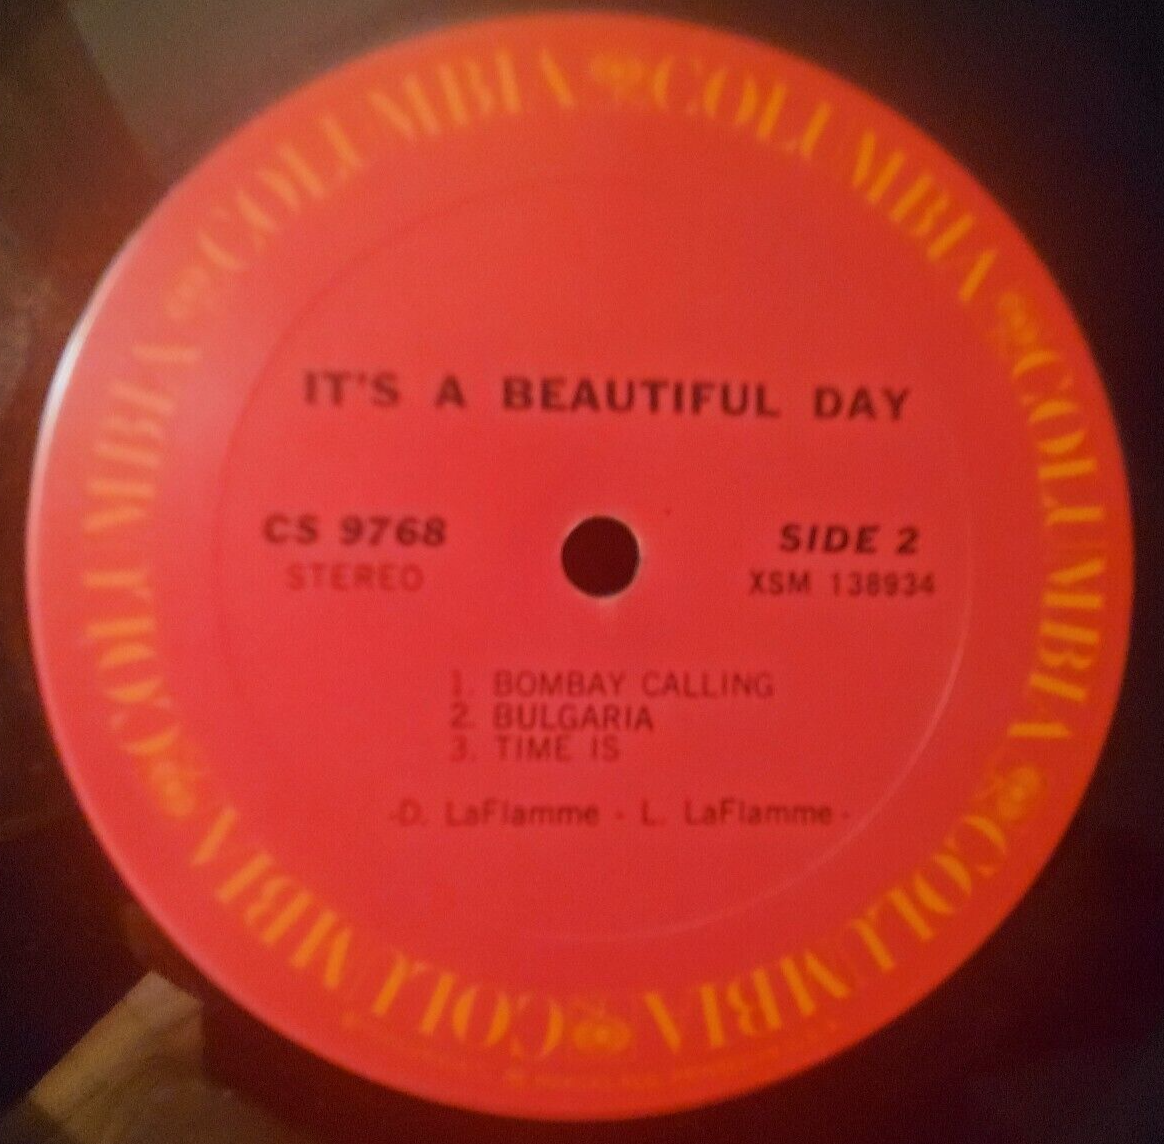 COLUMBIA COLUMBIA COLUMBIA COLUMBIA COLUMBIA COLUMBIA
IT'S A BEAUTIFUL DAY
CS 9768
STEREO
SIDE 2
XSM 138934
1. BOMBAY CALLING
2. BULGARIA
3. TIME IS
-D. LaFlamme - L. LaFlamme-